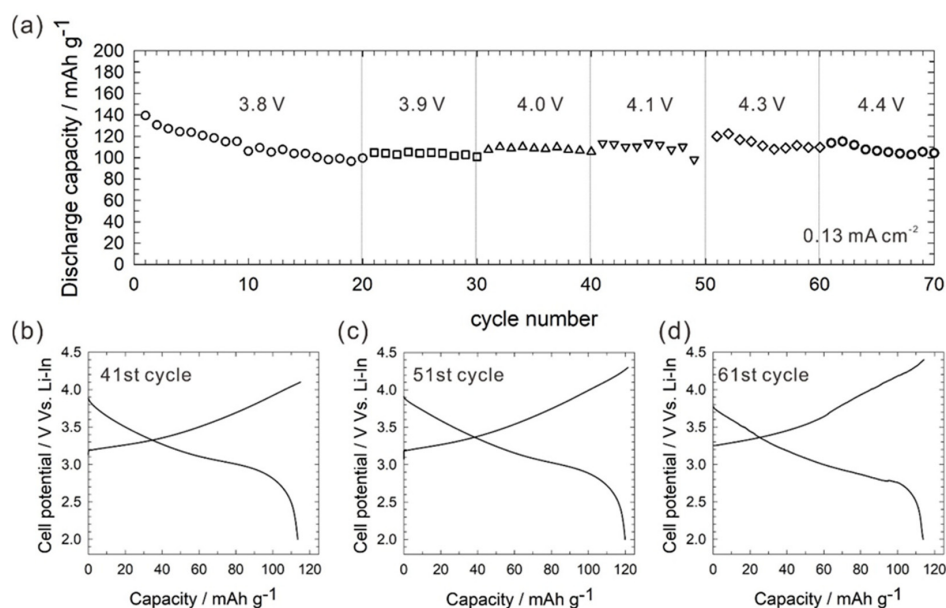 (a)
Discharge capacity / mAh g⁻¹
200
180
160
140
120
100
80
60
40
20
0
3.8 V
3.9 V
4.0 V
4.1 V
4.3 V
4.4 V
0.13 mA cm⁻²
0 10 20 30 40 50 60 70
cycle number
(b)
Cell potential / V Vs. Li-In
4.5
4.0
3.5
3.0
2.5
2.0
41st cycle
0 20 40 60 80 100 120
Capacity / mAh g⁻¹
(c)
Cell potential / V Vs. Li-In
4.5
4.0
3.5
3.0
2.5
2.0
51st cycle
0 20 40 60 80 100 120
Capacity / mAh g⁻¹
(d)
Cell potential / V Vs. Li-In
4.5
4.0
3.5
3.0
2.5
2.0
61st cycle
0 20 40 60 80 100 120
Capacity / mAh g⁻¹